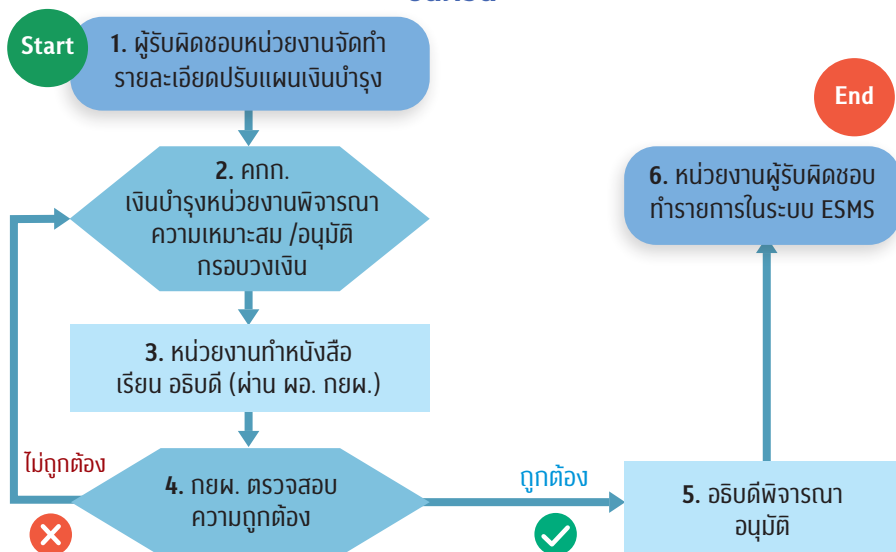 Start
1. ผู้รับผิดชอบหน่วยงานจัดทำ
รายละเอียดปรับแผนเงินบำรุง
2. คกก.
เงินบำรุงหน่วยงานพิจารณา
ความเหมาะสม /อนุมัติ
กรอบวงเงิน
3. หน่วยงานทำหนังสือ
เรียน อธิบดี (ผ่าน ผอ. กยผ.)
ไม่ถูกต้อง
4. กยผ. ตรวจสอบ
ความถูกต้อง
ถูกต้อง
5. อธิบดีพิจารณา
อนุมัติ
End
6. หน่วยงานผู้รับผิดชอบ
ทำรายการในระบบ ESMS